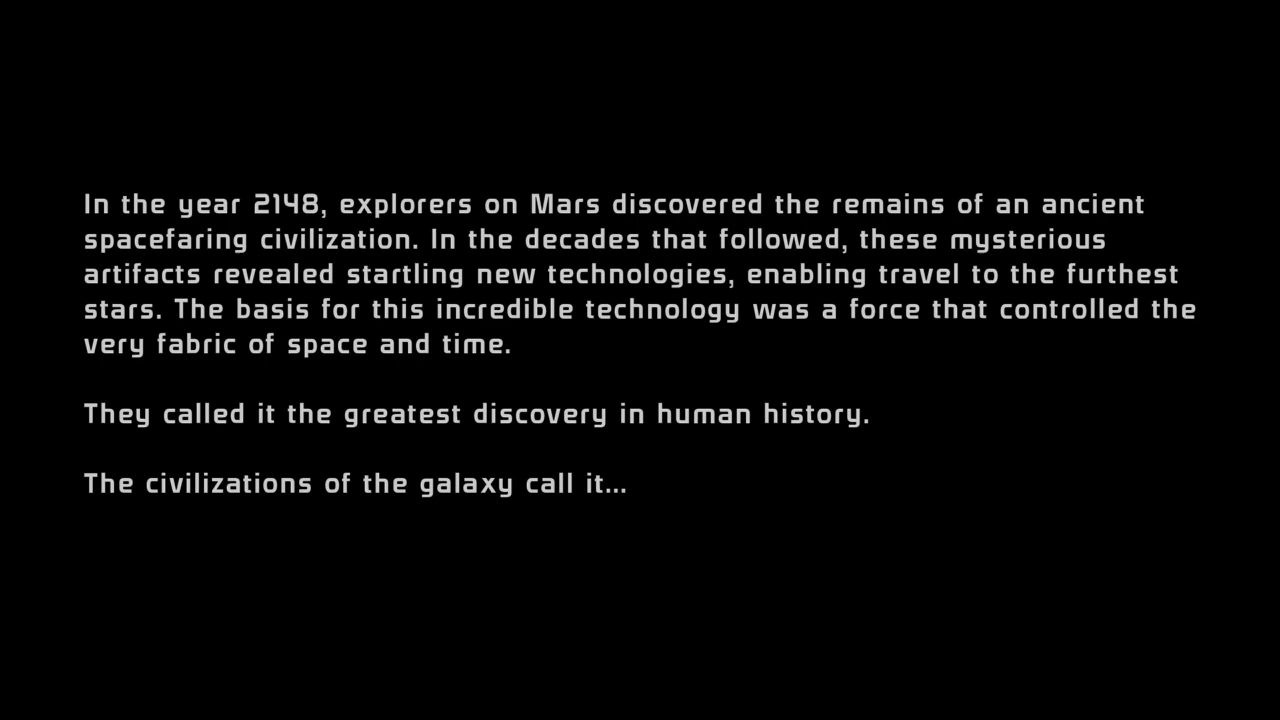 In the year 2148, explorers on Mars discovered the remains of an ancient
spacefaring civilization. In the decades that followed, these mysterious
artifacts revealed startling new technologies, enabling travel to the furthest
stars. The basis for this incredible technology was a force that controlled the
very fabric of space and time.
They called it the greatest discovery in human history.
The civilizations of the galaxy call it...